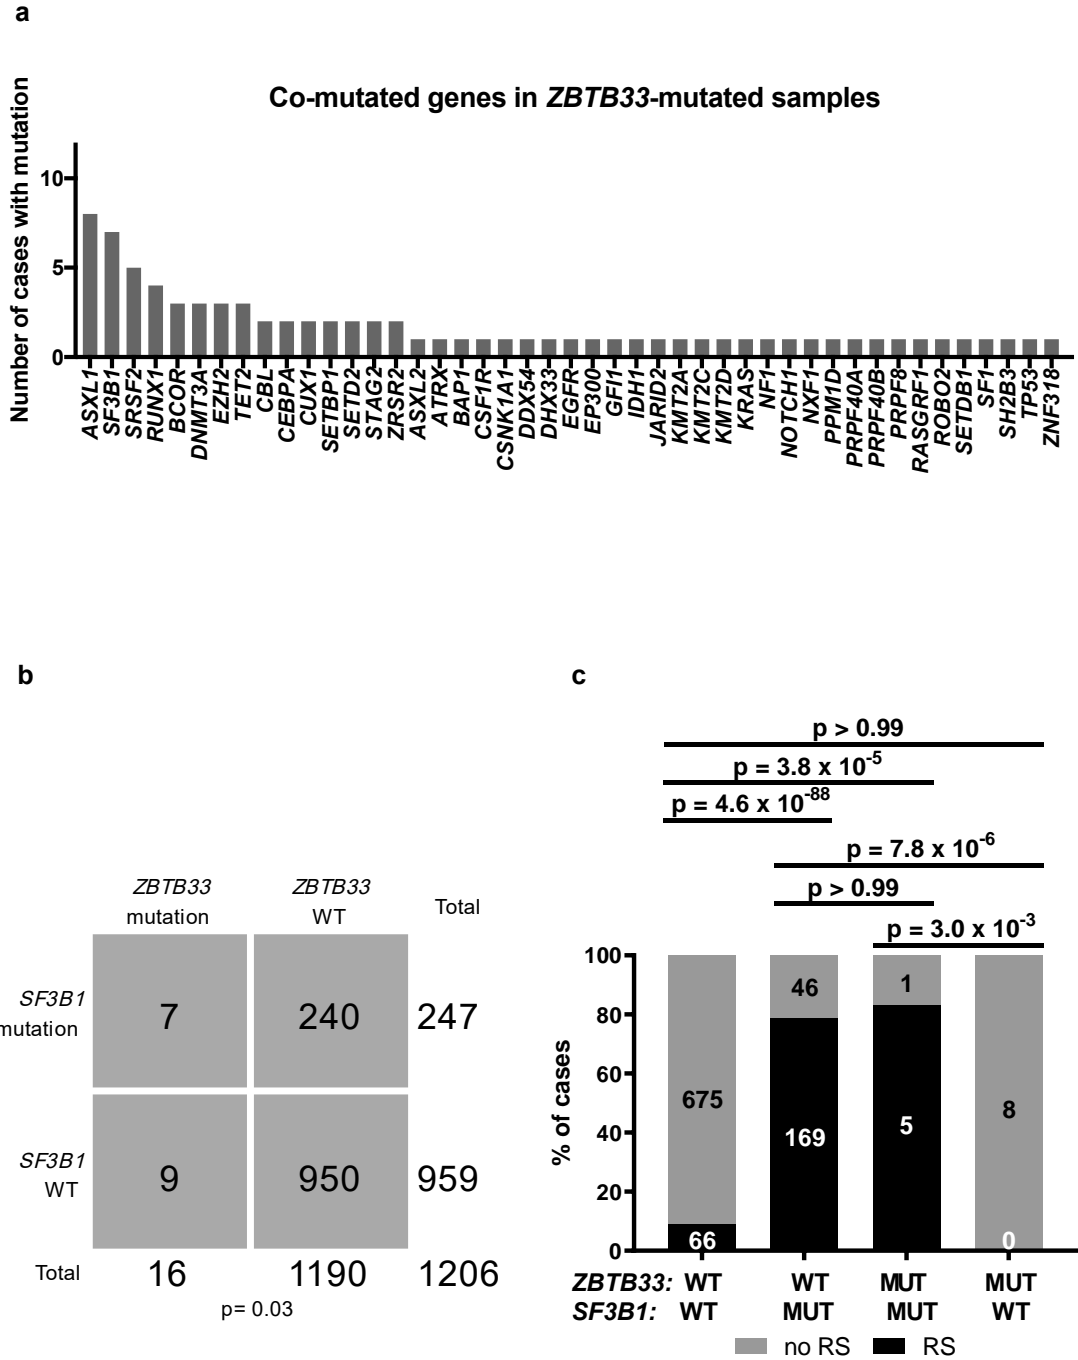 a
Co-mutated genes in ZBTB33-mutated samples
Number of cases with mutation
10
5
0
ASXL1
SF3B1
SRSF2
RUNX1
BCOR
DNMT3A
EZH2
TET2
CBL
CEBPA
CUX1
SETBP1
SETD2
STAG2
ZRSR2
ASXL2
ATRX
BAP1
CSF1R
CSNK1A1
DDX54
DHX33
EGFR
EP300
GFI1
IDH1
JARID2
KMT2A
KMT2C
KMT2D
KRAS
NF1
NOTCH1
NXF1
PPM1D
PRPF40A
PRPF40B
PRPF8
RASGRF1
ROBO2
SETDB1
SF1
SH2B3
TP53
ZNF318
b
ZBTB33 mutation
ZBTB33 WT
Total
SF3B1 mutation
7 240 247
SF3B1 WT
9 950 959
Total 16 1190 1206
p= 0.03
c
p > 0.99
p = 3.8 x 10-5
p = 4.6 x 10-88
p = 7.8 x 10-6
p > 0.99
p = 3.0 x 10-3
% of cases
100
80
60
40
20
0
675
66
46
169
1
5
8
0
ZBTB33: WT WT MUT MUT
SF3B1: WT MUT MUT WT
no RS RS